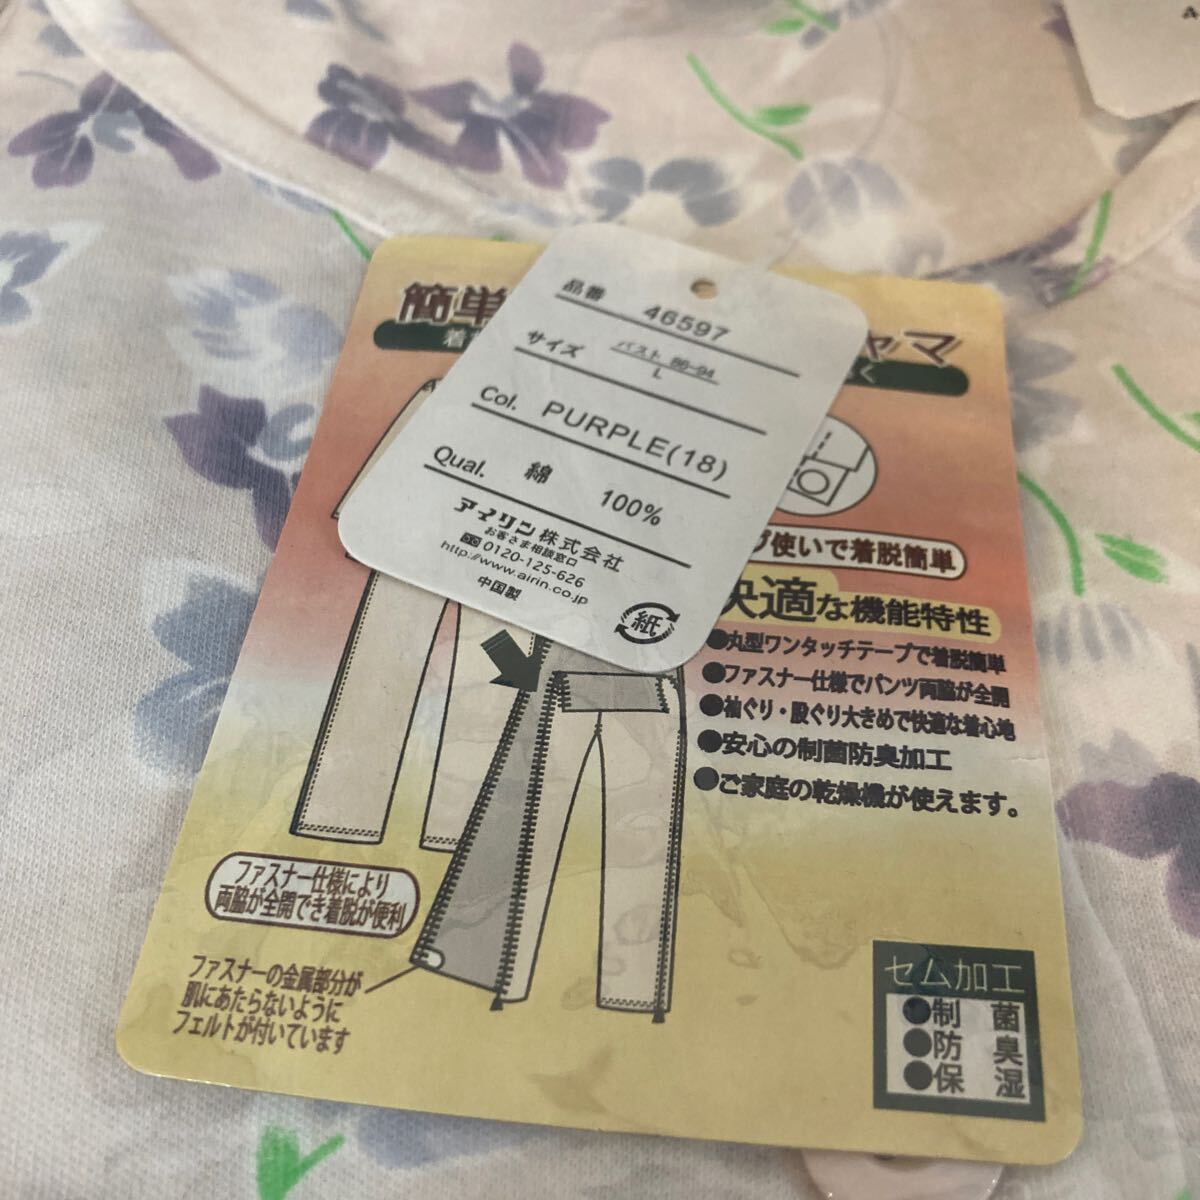 品番 46597
サイズ バスト 86-94
L
Col. PURPLE(18)
Qual. 綿 100%
アイリン株式会社
お客さま相談窓口
0120-125-626
http://www.airin.co.jp
中国製
紙
簡単
ャマ
着
く
プ使いで着脱簡単
快適な機能特性
●丸型ワンタッチテープで着脱簡単
●ファスナー仕様でパンツ両脇が全開
●袖ぐり・股ぐり大きめで快適な着心地
●安心の制菌防臭加工
●ご家庭の乾燥機が使えます。
ファスナー仕様により
両脇が全開でき着脱が便利
ファスナーの金属部分が
肌にあたらないように
フェルトが付いています
セム加工
●制 菌
●防 臭
●保 湿